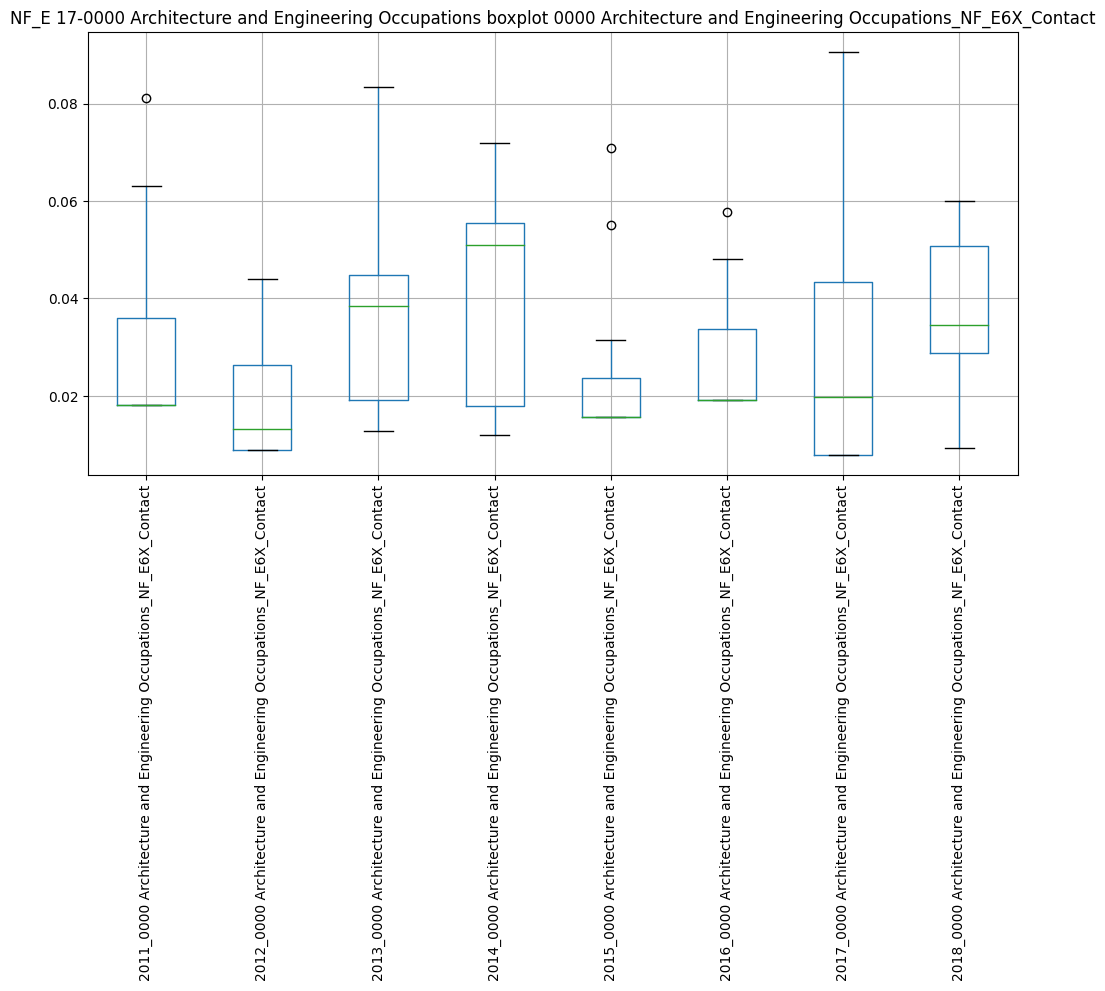 NF_E 17-0000 Architecture and Engineering Occupations boxplot 0000 Architecture and Engineering Occupations_NF_E6X_Contact
0.08
0.06
0.04
0.02
2011_0000 Architecture and Engineering Occupations_NF_E6X_Contact
2012_0000 Architecture and Engineering Occupations_NF_E6X_Contact
2013_0000 Architecture and Engineering Occupations_NF_E6X_Contact
2014_0000 Architecture and Engineering Occupations_NF_E6X_Contact
2015_0000 Architecture and Engineering Occupations_NF_E6X_Contact
2016_0000 Architecture and Engineering Occupations_NF_E6X_Contact
2017_0000 Architecture and Engineering Occupations_NF_E6X_Contact
2018_0000 Architecture and Engineering Occupations_NF_E6X_Contact